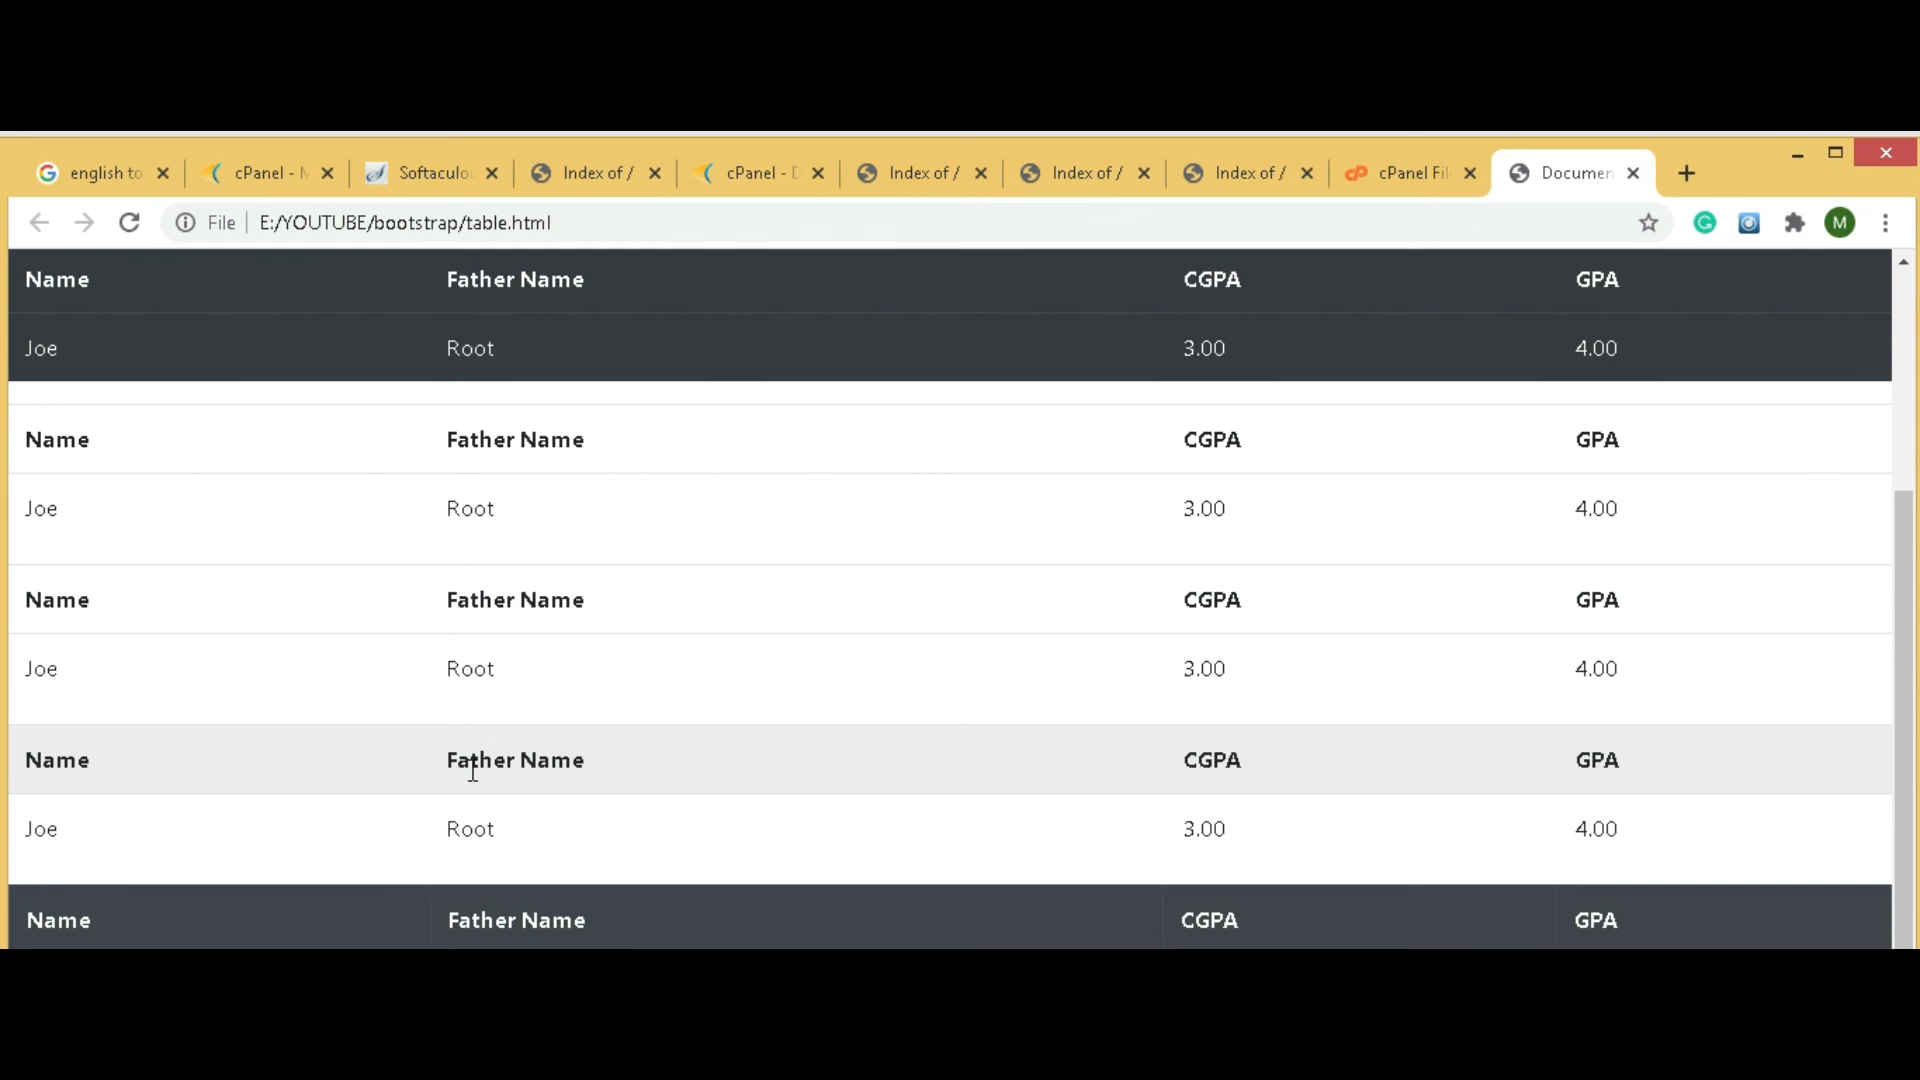 english to cPanel - Softaculo Index of / cPanel - Index of / Index of / Index of / cP cPanel Fil Documen
File E:/YOUTUBE/bootstrap/table.html M
Name Father Name CGPA GPA
Joe Root 3.00 4.00
Name Father Name CGPA GPA
Joe Root 3.00 4.00
Name Father Name CGPA GPA
Joe Root 3.00 4.00
Name Father Name CGPA GPA
Joe Root 3.00 4.00
Name Father Name CGPA GPA